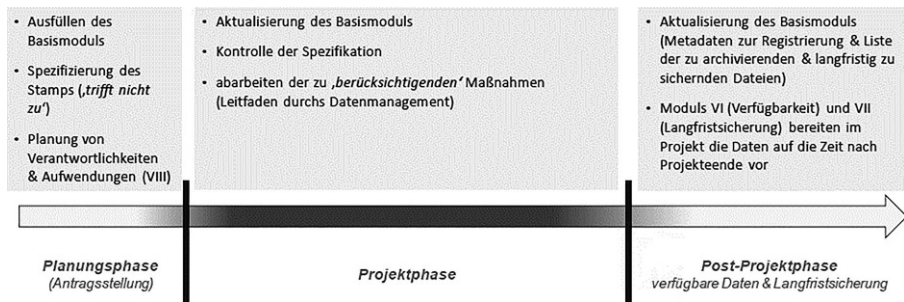 • Ausfüllen des
Basismoduls
• Spezifizierung des
Stamps (‚trifft nicht
zu‘)
• Planung von
Verantwortlichkeiten
& Aufwendungen (VIII)
• Aktualisierung des Basismoduls
• Kontrolle der Spezifikation
• abarbeiten der zu ‚berücksichtigenden‘ Maßnahmen
(Leitfaden durchs Datenmanagement)
• Aktualisierung des Basismoduls
(Metadaten zur Registrierung & Liste
der zu archivierenden & langfristig zu
sichernden Dateien)
• Moduls VI (Verfügbarkeit) und VII
(Langfristsicherung) bereiten im
Projekt die Daten auf die Zeit nach
Projekteende vor
Planungsphase
(Antragsstellung)
Projektphase
Post-Projektphase
verfügbare Daten & Langfristsicherung